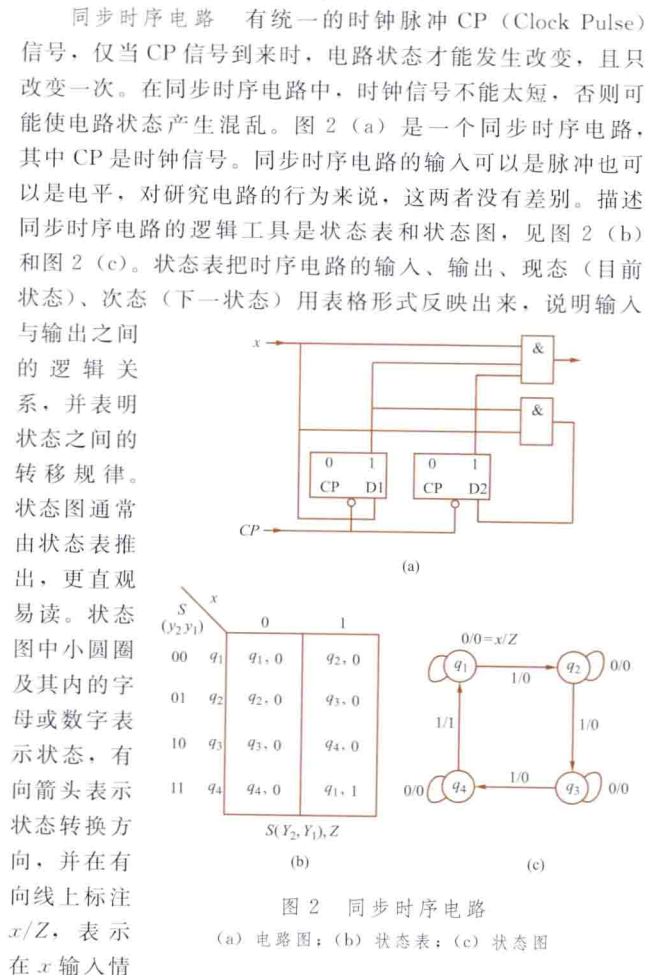 同步时序电路 有统一的时钟脉冲 CP (Clock Pulse)
信号，仅当 CP 信号到来时，电路状态才能发生改变，且只
改变一次。在同步时序电路中，时钟信号不能太短，否则可
能使电路状态产生混乱。图 2 (a) 是一个同步时序电路，
其中 CP 是时钟信号。同步时序电路的输入可以是脉冲也可
以是电平，对研究电路的行为来说，这两者没有差别。描述
同步时序电路的逻辑工具是状态表和状态图，见图 2 (b)
和图 2 (c)。状态表把时序电路的输入、输出、现态（目前
状态）、次态（下一状态）用表格形式反映出来，说明输入
与输出之间
的逻辑关
系，并表明
状态之间的
转移规律。
状态图通常
由状态表推
出，更直观
易读。状态
图中小圆圈
及其内的字
母或数字表
示状态，有
向箭头表示
状态转换方
向，并在有
向线上标注
x/Z，表示
在 x 输入情
x
&
&
0 1 0 1
CP D1 CP D2
CP
(a)
S x
(y₂y₁) 0 1
00 q₁ q₁, 0 q₂, 0
01 q₂ q₂, 0 q₃, 0
10 q₃ q₃, 0 q₄, 0
11 q₄ q₄, 0 q₁, 1
S(Y₂,Y₁),Z
(b)
0/0=x/Z
q₁ 1/0 q₂ 0/0
1/1 1/0
0/0 q₄ 1/0 q₃ 0/0
(c)
图 2 同步时序电路
(a) 电路图；(b) 状态表；(c) 状态图